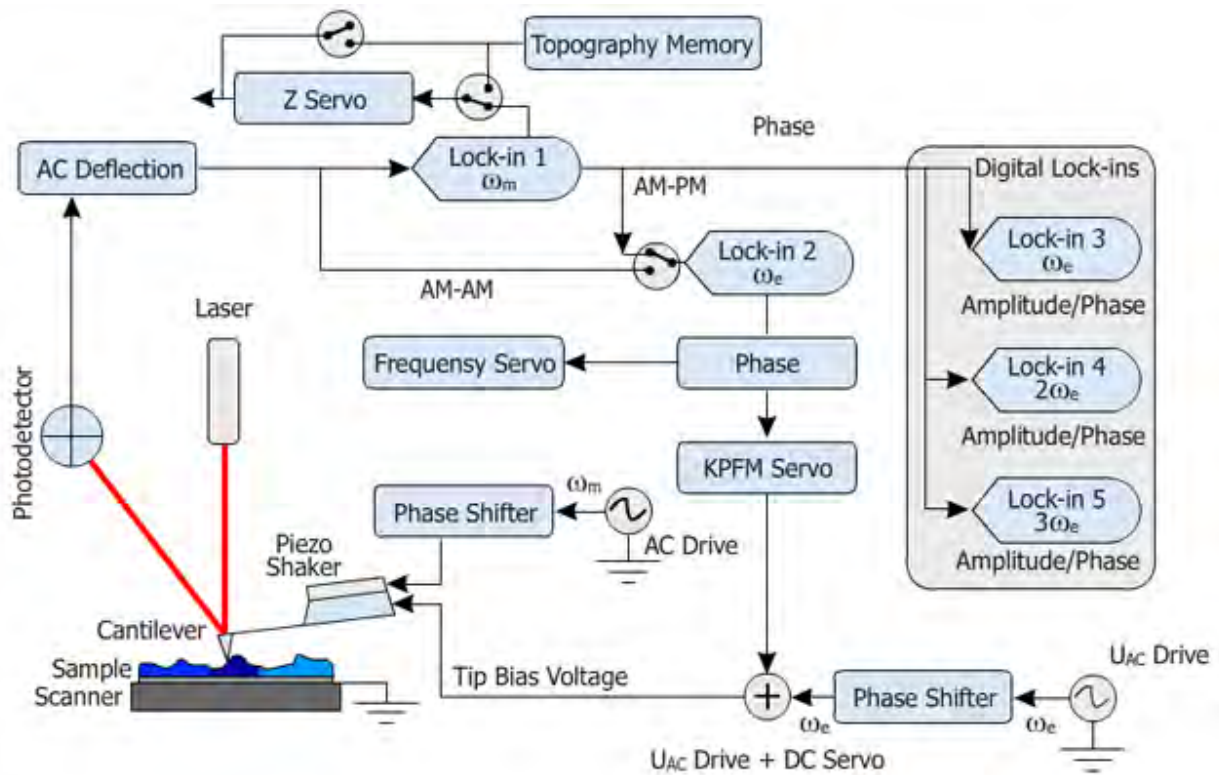 Topography Memory
Z Servo
Phase
AC Deflection
Lock-in 1
ωm
Digital Lock-ins
AM-PM
Lock-in 2
ωe
Lock-in 3
ωe
AM-AM
Amplitude/Phase
Laser
Frequensy Servo
Phase
Lock-in 4
2ωe
Amplitude/Phase
Photodetector
KPFM Servo
Phase Shifter
ωm
Lock-in 5
3ωe
AC Drive
Amplitude/Phase
Piezo
Shaker
Cantilever
Sample
Scanner
Tip Bias Voltage
UAC Drive
+
ωe
Phase Shifter
ωe
UAC Drive + DC Servo